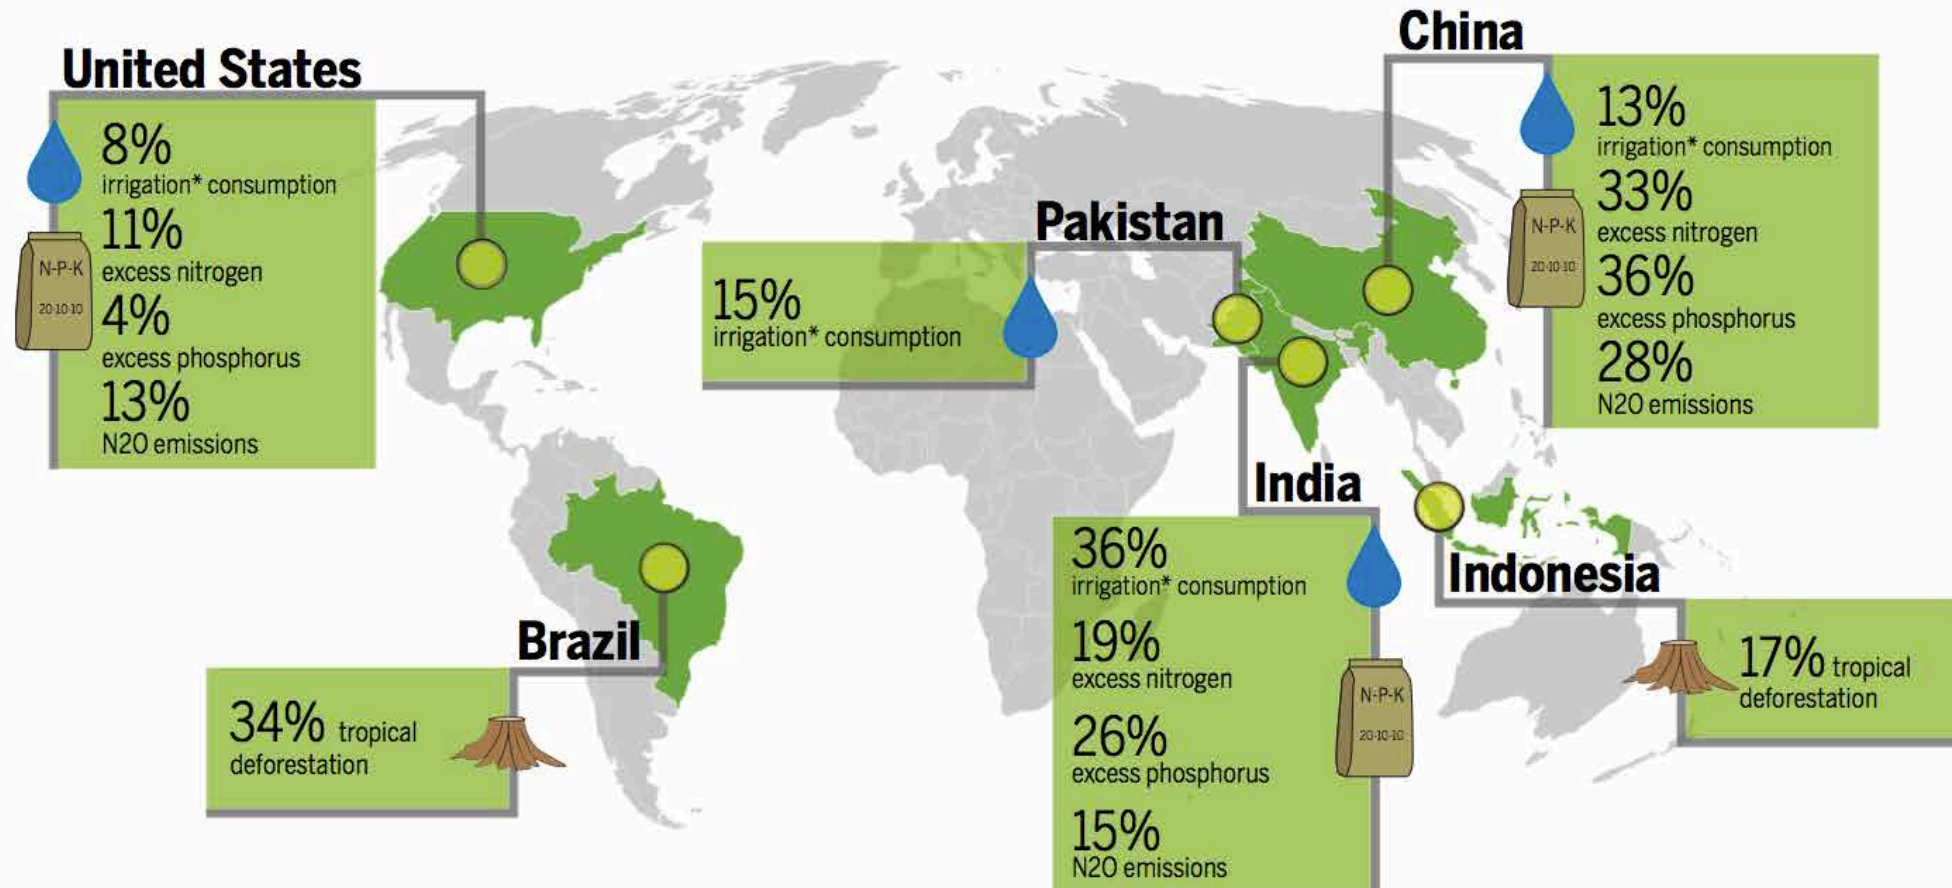 United States
8%
irrigation* consumption
11%
excess nitrogen
4%
excess phosphorus
13%
N2O emissions
N-P-K
20-10-10
China
13%
irrigation* consumption
33%
excess nitrogen
36%
excess phosphorus
28%
N2O emissions
N-P-K
20-10-10
Pakistan
15%
irrigation* consumption
India
36%
irrigation* consumption
19%
excess nitrogen
26%
excess phosphorus
15%
N2O emissions
N-P-K
20-10-10
Indonesia
17% tropical
deforestation
Brazil
34% tropical
deforestation